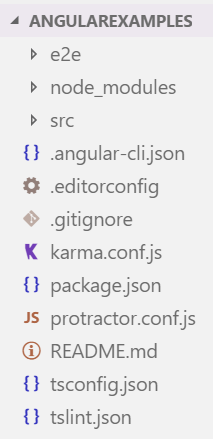 ANGULAREXAMPLES
e2e
node_modules
src
.angular-cli.json
.editorconfig
.gitignore
karma.conf.js
package.json
JS protractor.conf.js
README.md
tsconfig.json
tslint.json